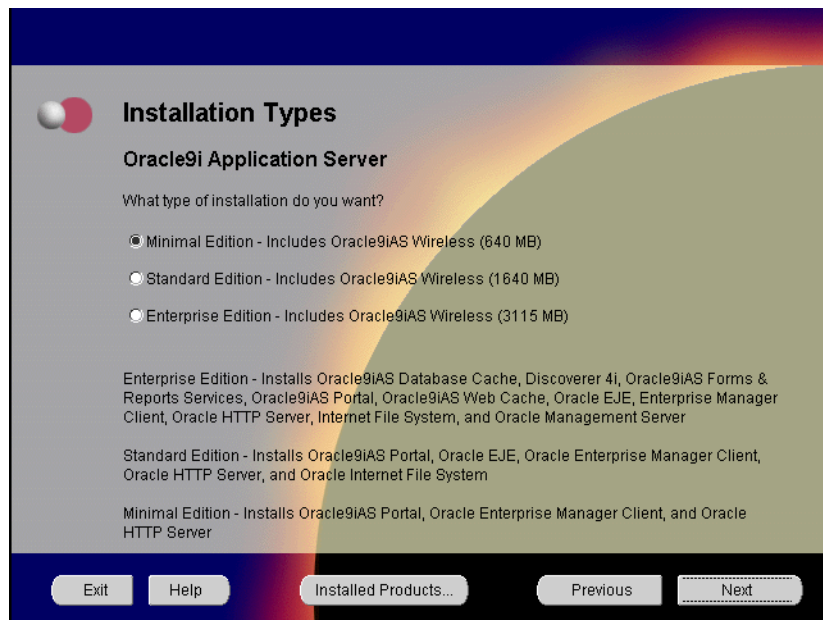 Installation Types
Oracle9i Application Server
What type of installation do you want?
Minimal Edition - Includes Oracle9iAS Wireless (640 MB)
Standard Edition - Includes Oracle9iAS Wireless (1640 MB)
Enterprise Edition - Includes Oracle9iAS Wireless (3115 MB)
Enterprise Edition - Installs Oracle9iAS Database Cache, Discoverer 4i, Oracle9iAS Forms &
Reports Services, Oracle9iAS Portal, Oracle9iAS Web Cache, Oracle EJE, Enterprise Manager
Client, Oracle HTTP Server, Internet File System, and Oracle Management Server
Standard Edition - Installs Oracle9iAS Portal, Oracle EJE, Oracle Enterprise Manager Client,
Oracle HTTP Server, and Oracle Internet File System
Minimal Edition - Installs Oracle9iAS Portal, Oracle Enterprise Manager Client, and Oracle
HTTP Server
Exit Help Installed Products... Previous Next